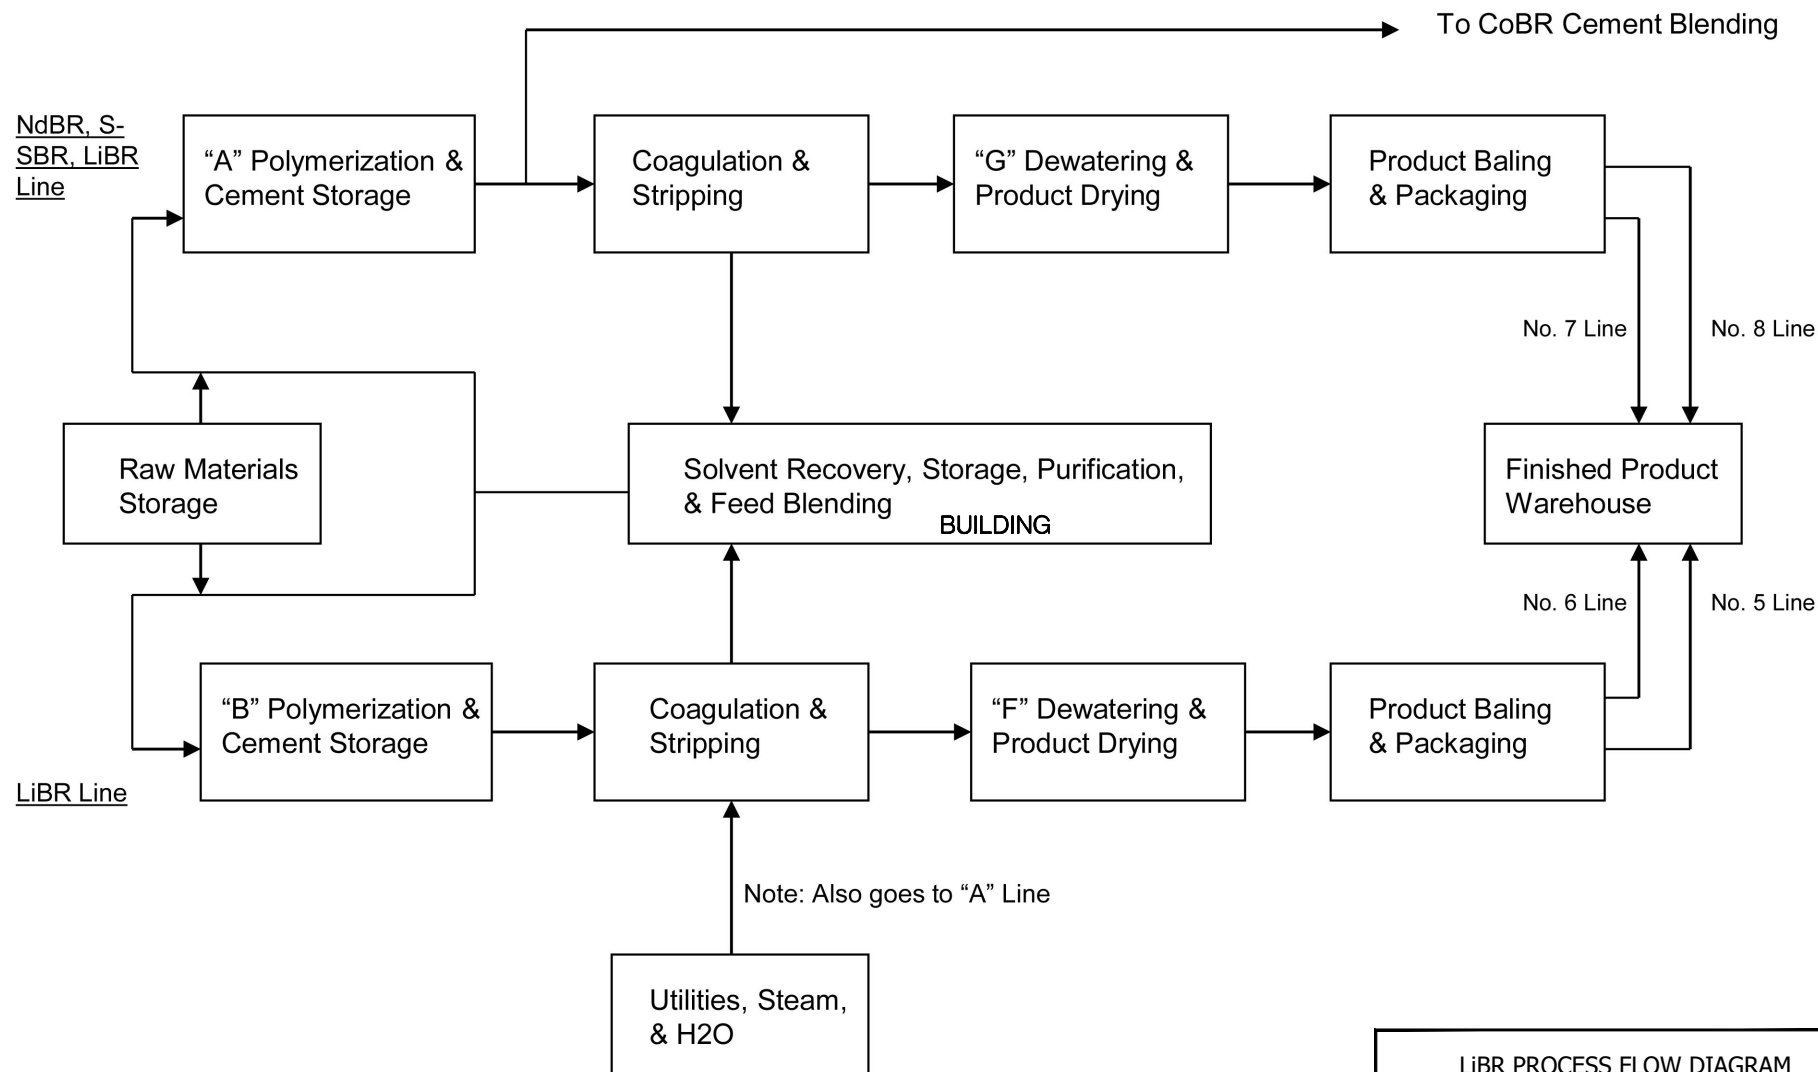 To CoBR Cement Blending
NdBR, S-
SBR, LiBR
Line
“A” Polymerization &
Cement Storage
Coagulation &
Stripping
“G” Dewatering &
Product Drying
Product Baling
& Packaging
No. 7 Line
No. 8 Line
Raw Materials
Storage
Solvent Recovery, Storage, Purification,
& Feed Blending
BUILDING
Finished Product
Warehouse
No. 6 Line
No. 5 Line
“B” Polymerization &
Cement Storage
Coagulation &
Stripping
“F” Dewatering &
Product Drying
Product Baling
& Packaging
LiBR Line
Note: Also goes to “A” Line
Utilities, Steam,
& H2O
LiBR PROCESS FLOW DIAGRAM